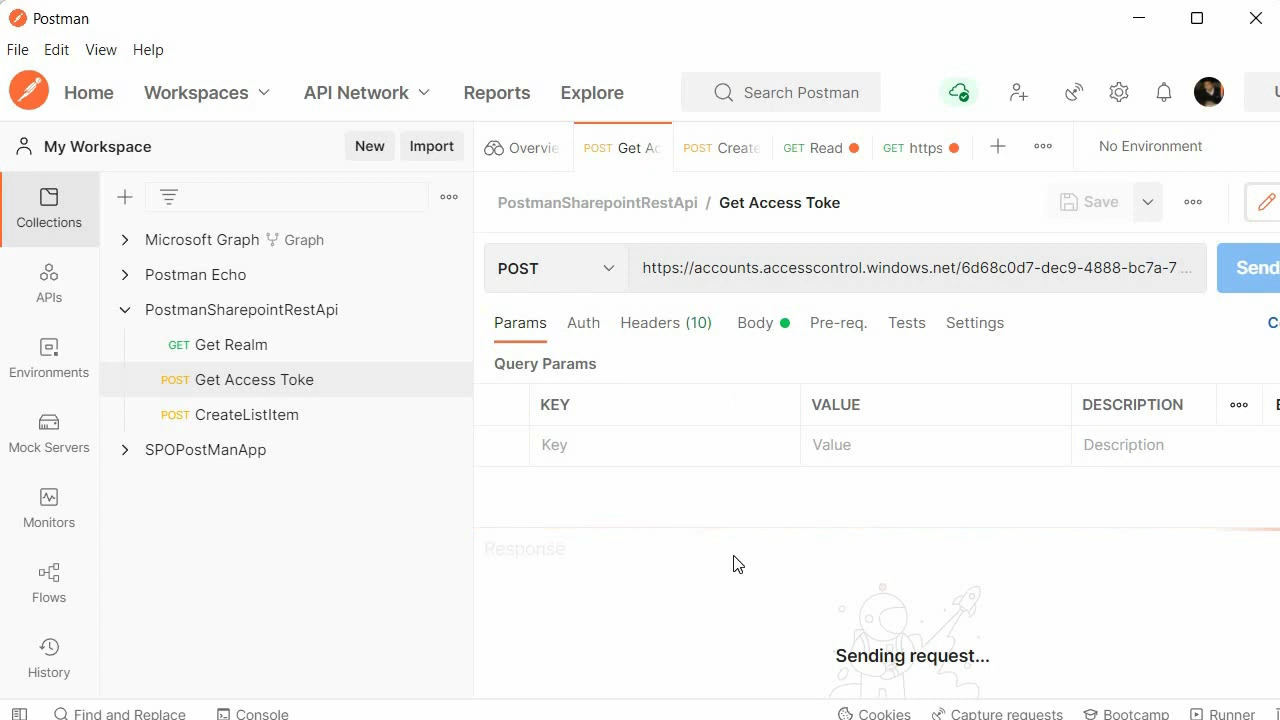 Postman
File Edit View Help
Home Workspaces API Network Reports Explore Search Postman
My Workspace New Import Overvie POST Get Ac POST Create GET Read GET https No Environment
Collections
PostmanSharepointRestApi / Get Access Toke Save
Microsoft Graph Graph
APIs
Postman Echo
POST https://accounts.accesscontrol.windows.net/6d68c0d7-dec9-4888-bc7a-7... Send
PostmanSharepointRestApi
Params Auth Headers (10) Body Pre-req. Tests Settings
GET Get Realm
Environments
Query Params
POST Get Access Toke
KEY VALUE DESCRIPTION
POST CreateListItem
Mock Servers
Key Value Description
SPOPostManApp
Monitors
Response
Flows
Sending request...
History
Find and Replace Console Cookies Capture requests Bootcamp Runner